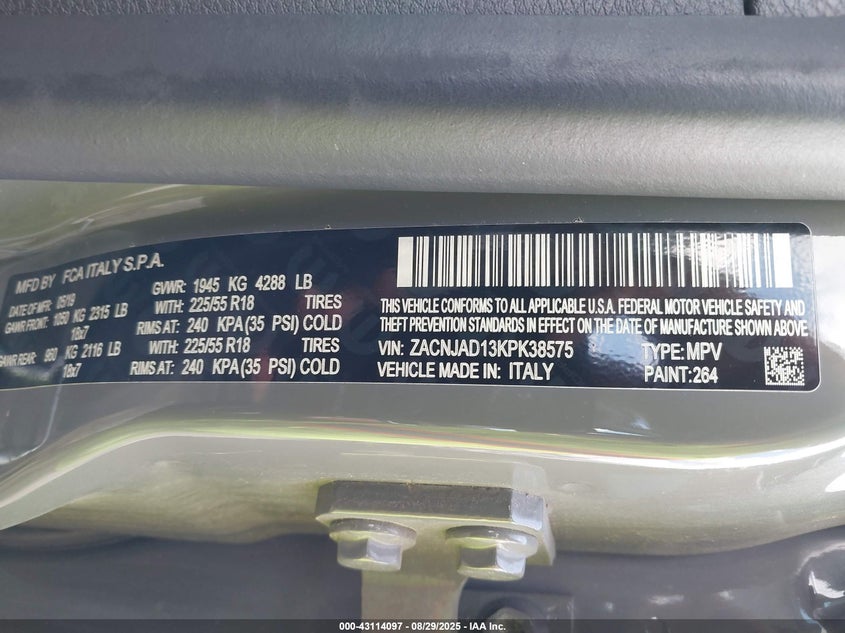 MFD BY FCA ITALY S.P.A.
DATE OF MFR: 09/19 GVWR: 1945 KG 4288 LB
GAWR FRONT: 1050 KG 2315 LB WITH: 225/55 R18 TIRES
18x7 RIMS AT: 240 KPA(35 PSI) COLD
GAWR REAR: 960 KG 2116 LB WITH: 225/55 R18 TIRES
18x7 RIMS AT: 240 KPA(35 PSI) COLD
THIS VEHICLE CONFORMS TO ALL APPLICABLE U.S.A. FEDERAL MOTOR VEHICLE SAFETY AND
THEFT PREVENTION STANDARDS IN EFFECT ON THE DATE OF MANUFACTURE SHOWN ABOVE
VIN: ZACNJAD13KPK38575 TYPE: MPV
VEHICLE MADE IN: ITALY PAINT: 264
000-43114097 - 08/29/2025 - IAA Inc.